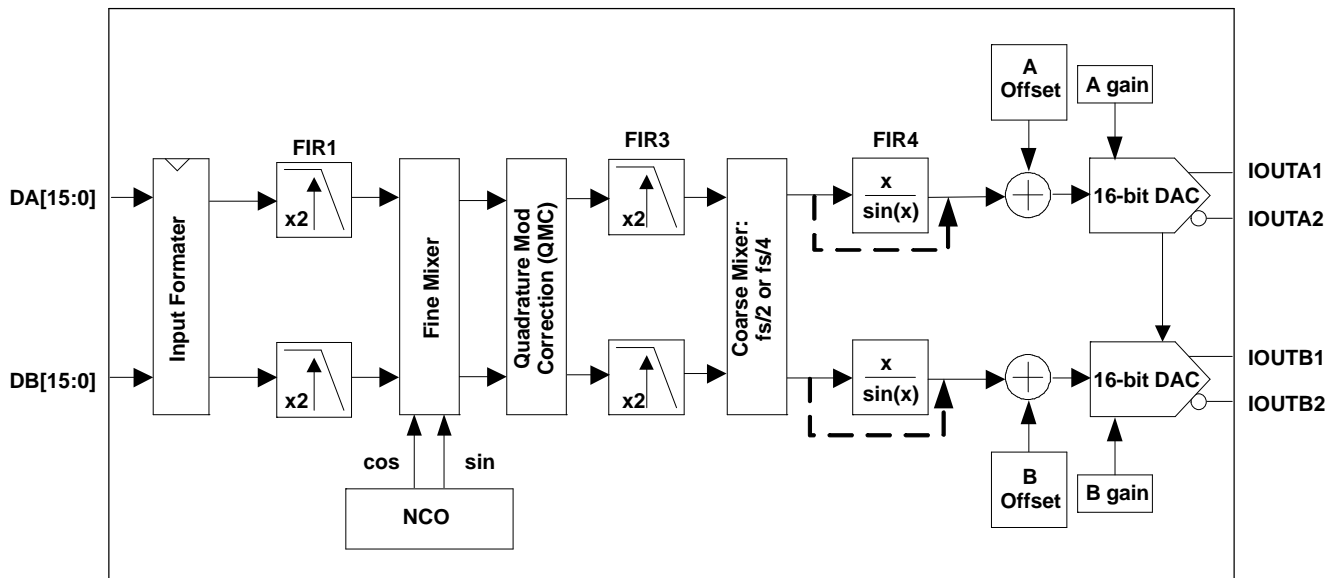 A
Offset
A gain
FIR1
FIR3
FIR4
DA[15:0]
Input Formater
x2
Fine Mixer
Quadrature Mod
Correction (QMC)
x2
Coarse Mixer:
fs/2 or fs/4
x
sin(x)
16-bit DAC
IOUTA1
IOUTA2
DB[15:0]
x2
x2
x
sin(x)
16-bit DAC
IOUTB1
IOUTB2
cos
sin
NCO
B
Offset
B gain